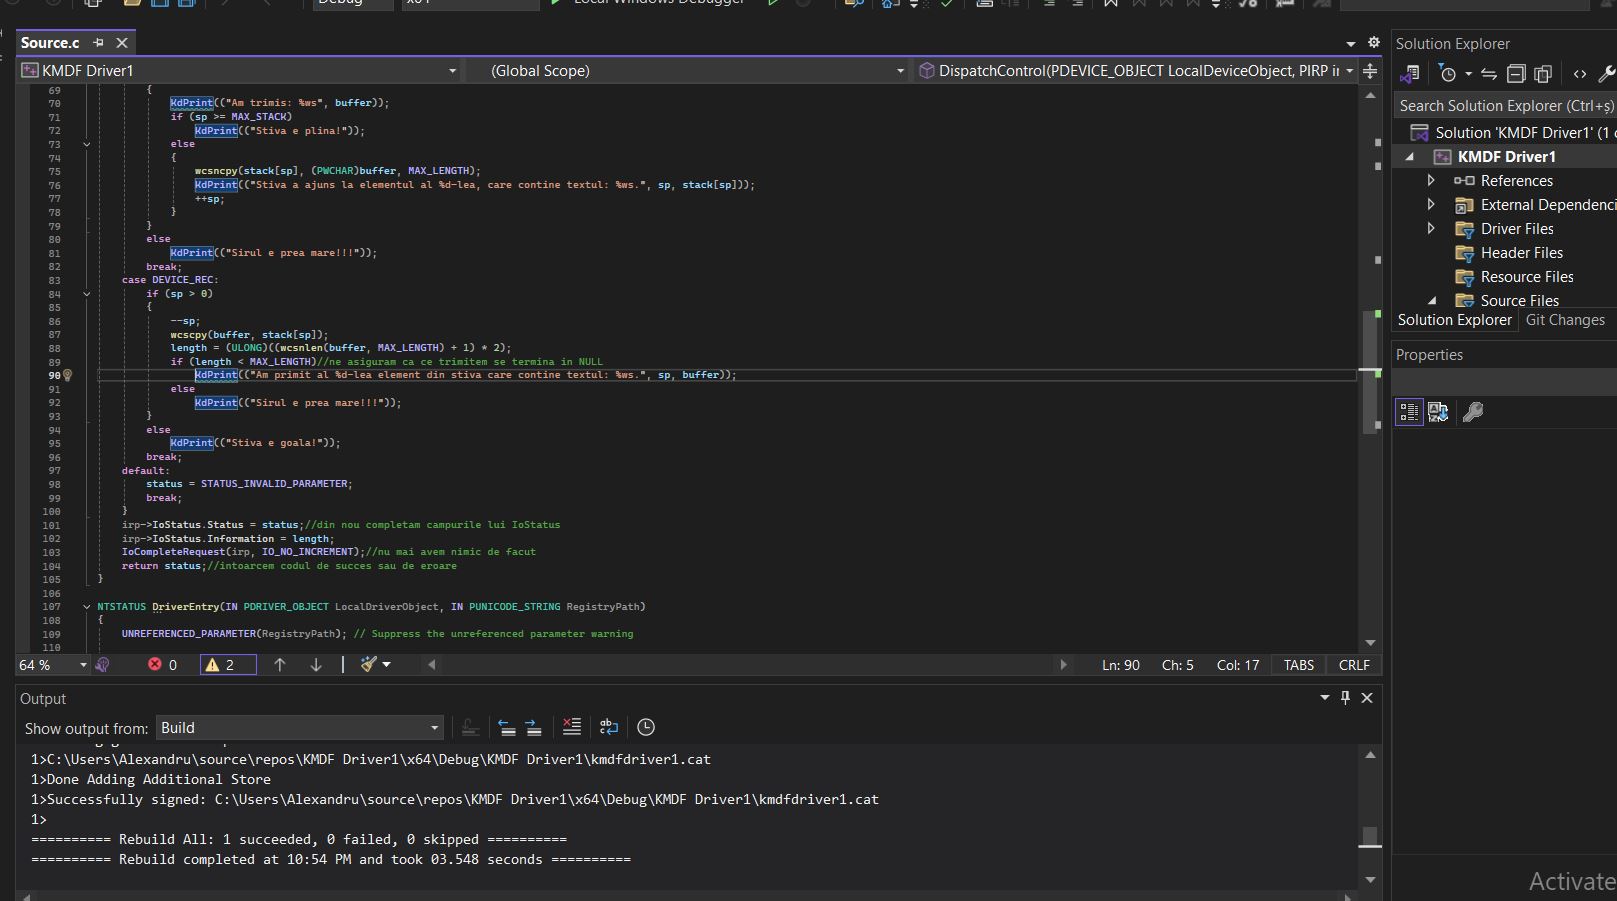 Source.c
KMDF Driver1
(Global Scope)
DispatchControl(PDEVICE_OBJECT LocalDeviceObject, PIRP ir
69 {
70 KdPrint(("Am trimis: %ws", buffer));
71 if (sp >= MAX_STACK)
72 KdPrint(("Stiva e plina!"));
73 else
74 {
75 wcsncpy(stack[sp], (PWCHAR)buffer, MAX_LENGTH);
76 KdPrint(("Stiva a ajuns la elementul al %d-lea, care contine textul: %ws.", sp, stack[sp]));
77 ++sp;
78 }
79 }
80 else
81 KdPrint(("Sirul e prea mare!!!"));
82 break;
83 case DEVICE_REC:
84 if (sp > 0)
85 {
86 --sp;
87 wcscpy(buffer, stack[sp]);
88 length = (ULONG)((wcsnlen(buffer, MAX_LENGTH) + 1) * 2);
89 if (length < MAX_LENGTH)//ne asiguram ca ce trimitem se termina in NULL
90 KdPrint(("Am primit al %d-lea element din stiva care contine textul: %ws.", sp, buffer));
91 else
92 KdPrint(("Sirul e prea mare!!!"));
93 }
94 else
95 KdPrint(("Stiva e goala!"));
96 break;
97 default:
98 status = STATUS_INVALID_PARAMETER;
99 break;
100 }
101 irp->IoStatus.Status = status;//din nou completam campurile lui IoStatus
102 irp->IoStatus.Information = length;
103 IoCompleteRequest(irp, IO_NO_INCREMENT);//nu mai avem nimic de facut
104 return status;//intoarcem codul de succes sau de eroare
105 }
106
107 NTSTATUS DriverEntry(IN PDRIVER_OBJECT LocalDriverObject, IN PUNICODE_STRING RegistryPath)
108 {
109 UNREFERENCED_PARAMETER(RegistryPath); // Suppress the unreferenced parameter warning
110
64 %
0
2
Ln: 90 Ch: 5 Col: 17 TABS CRLF
Output
Show output from: Build
1>C:\Users\Alexandru\source\repos\KMDF Driver1\x64\Debug\KMDF Driver1\kmdfdriver1.cat
1>Done Adding Additional Store
1>Successfully signed: C:\Users\Alexandru\source\repos\KMDF Driver1\x64\Debug\KMDF Driver1\kmdfdriver1.cat
1>
========== Rebuild All: 1 succeeded, 0 failed, 0 skipped ==========
========== Rebuild completed at 10:54 PM and took 03.548 seconds ==========
Solution Explorer
Search Solution Explorer (Ctrl+ș)
Solution 'KMDF Driver1' (1
KMDF Driver1
References
External Dependenci
Driver Files
Header Files
Resource Files
Source Files
Solution Explorer Git Changes
Properties
Activate